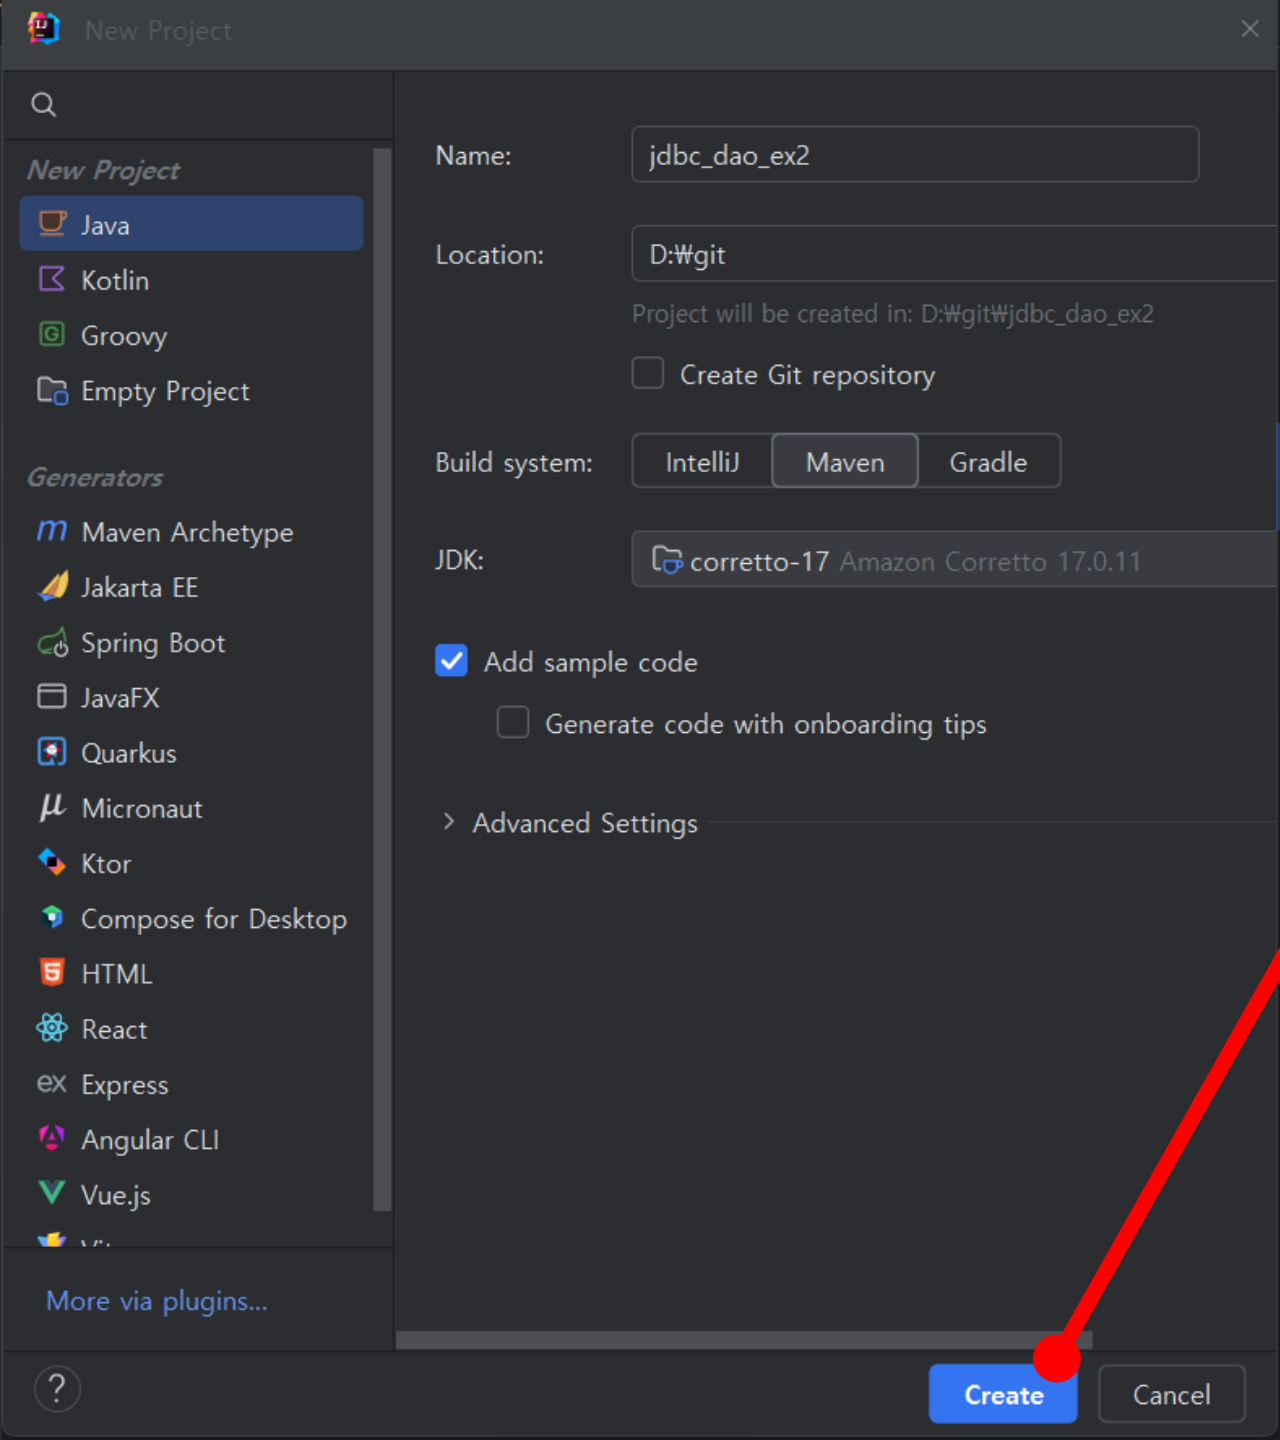 New Project
New Project
Java
Kotlin
Groovy
Empty Project
Generators
Maven Archetype
Jakarta EE
Spring Boot
JavaFX
Quarkus
Micronaut
Ktor
Compose for Desktop
HTML
React
Express
Angular CLI
Vue.js
More via plugins...
Name: jdbc_dao_ex2
Location: D:₩git
Project will be created in: D:₩git₩jdbc_dao_ex2
Create Git repository
Build system: IntelliJ Maven Gradle
JDK: corretto-17 Amazon Corretto 17.0.11
Add sample code
Generate code with onboarding tips
Advanced Settings
? Create Cancel